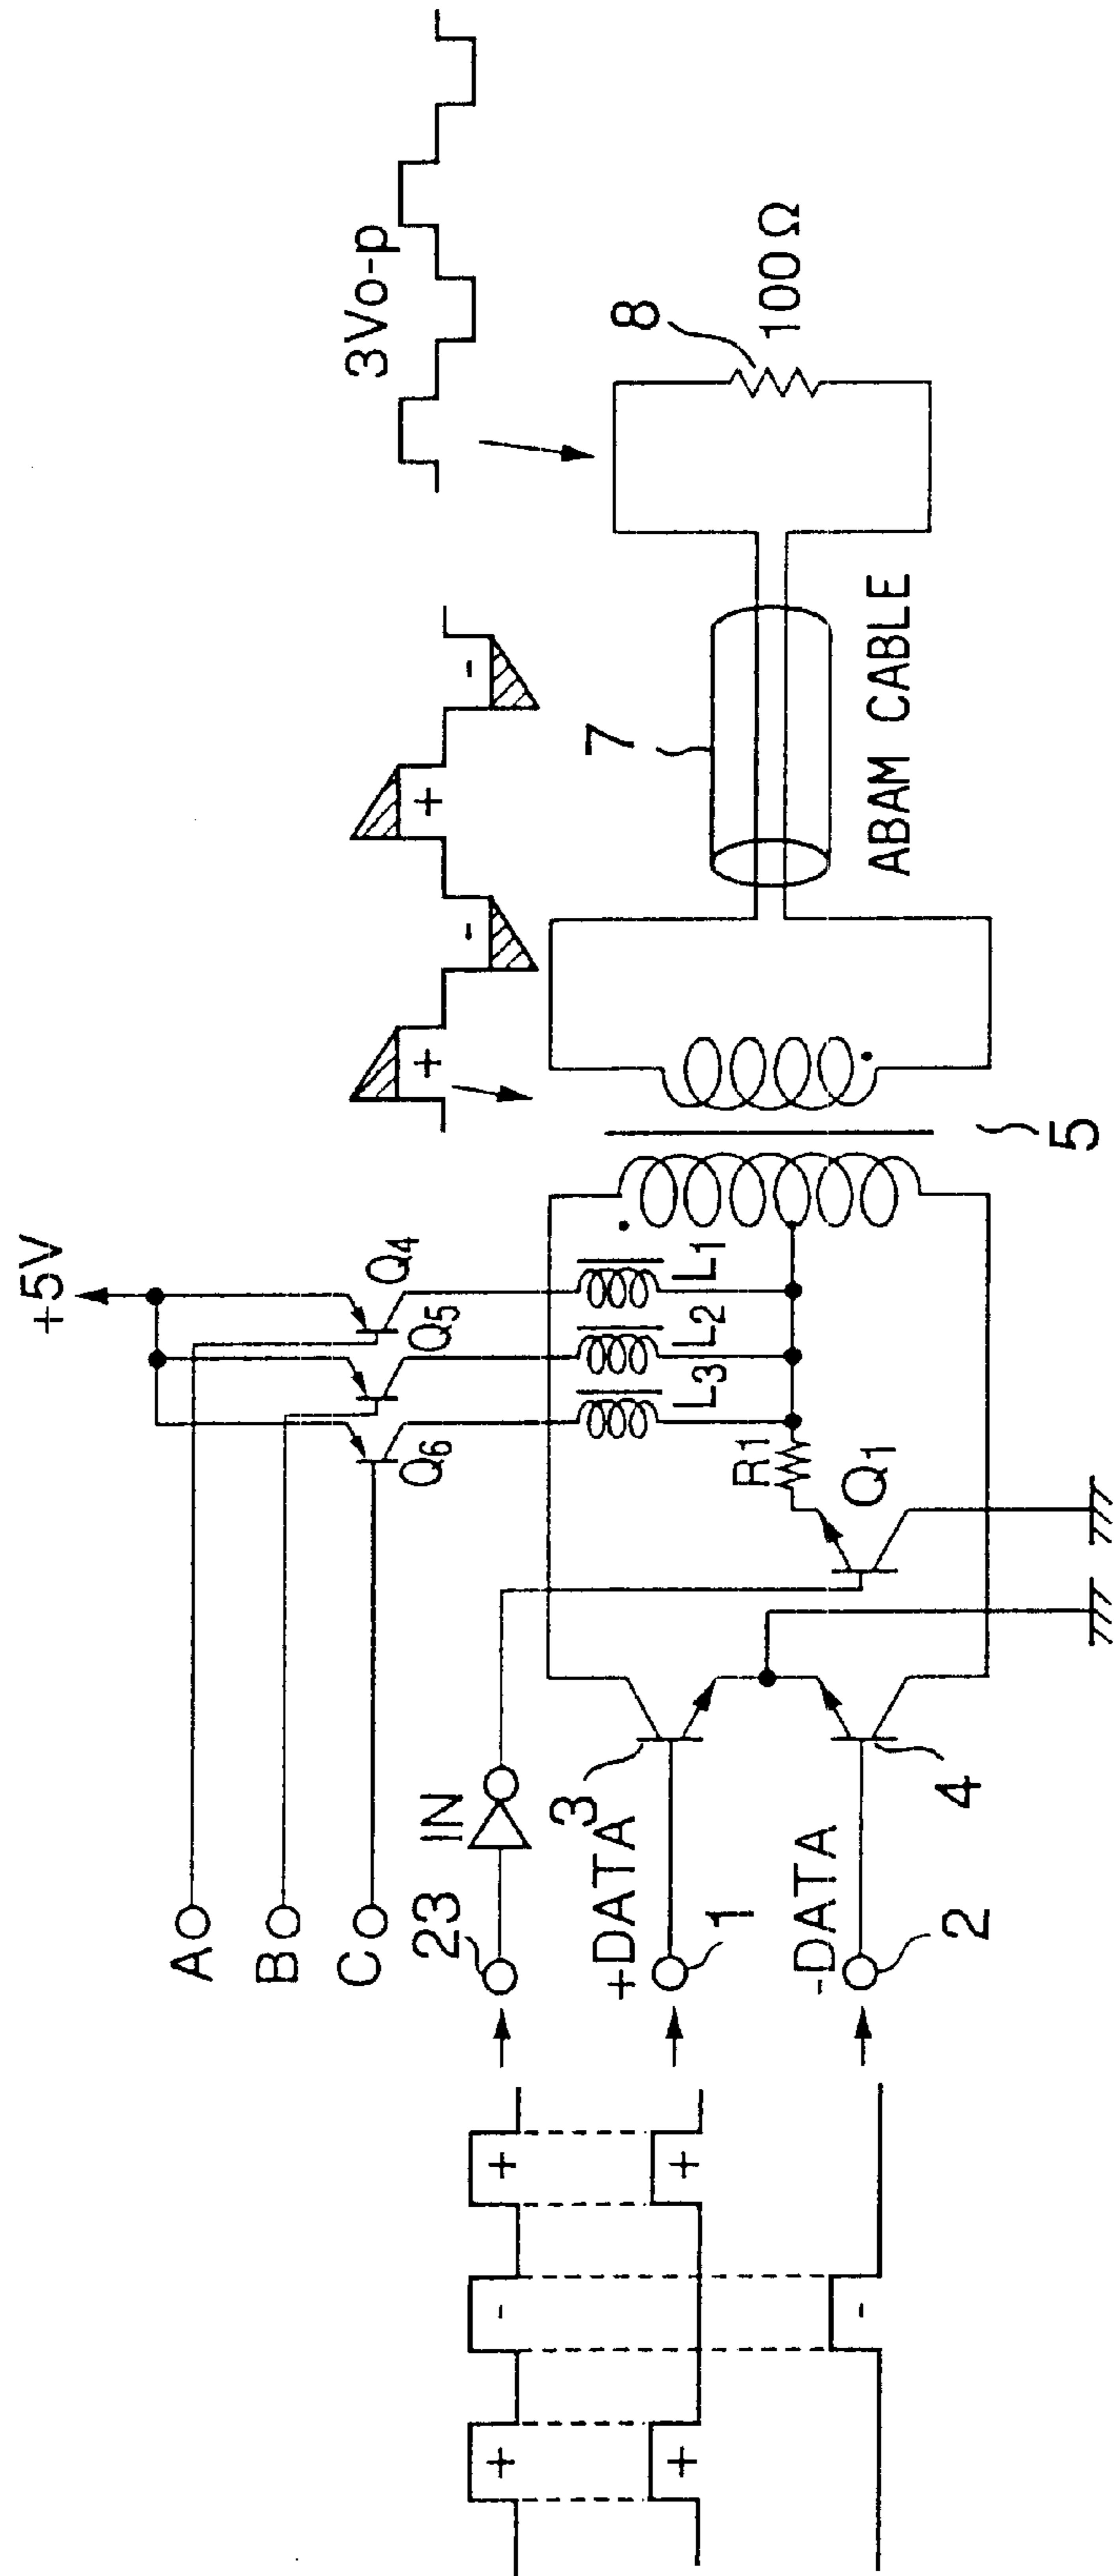 +5V
3Vo-p
A
B
C
Q4
Q5
Q6
L1
L2
L3
R1
Q1
23
IN
+DATA
1
3
-DATA
2
4
5
7
ABAM CABLE
8
100Ω
+
-
+
-
+
-
+
+
+
-